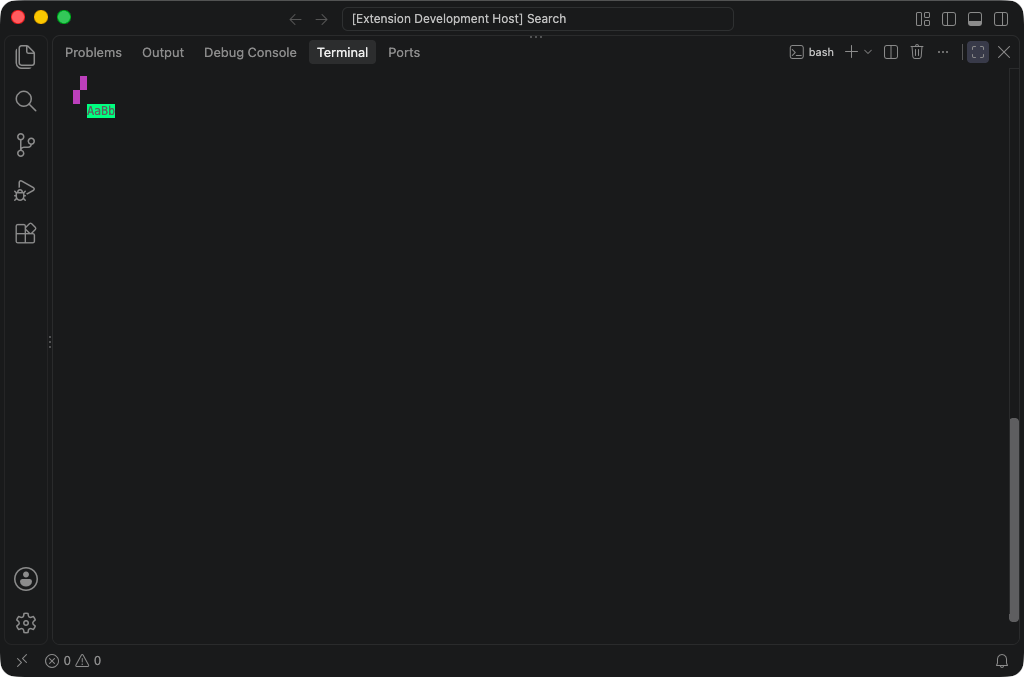 [Extension Development Host] Search
Problems Output Debug Console Terminal Ports bash
AaBb
0 0